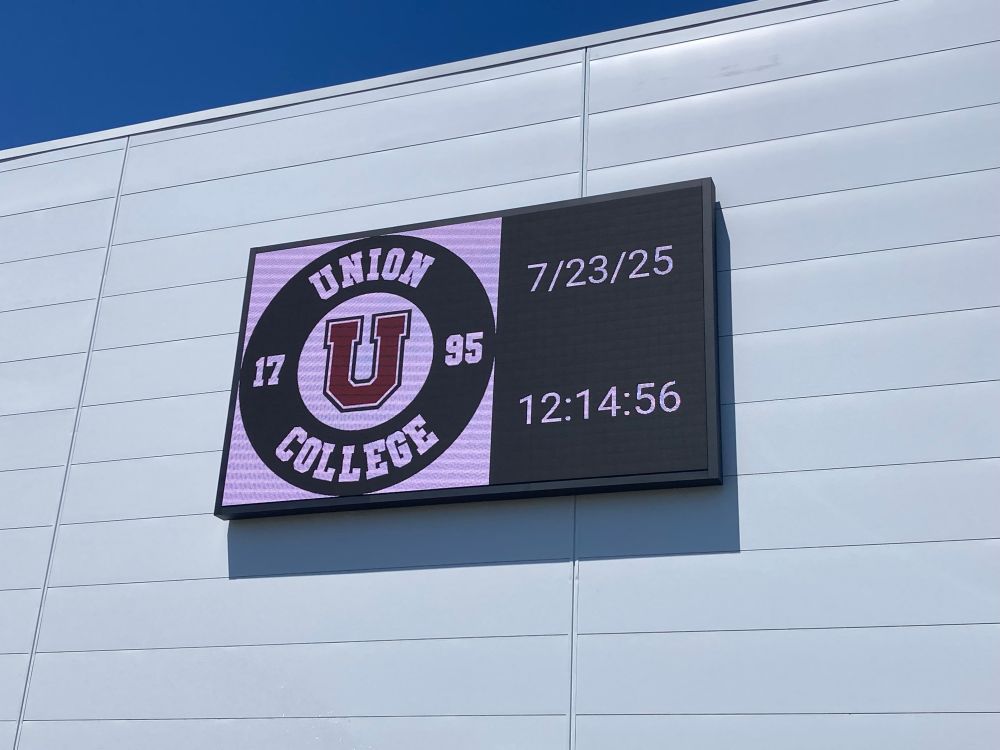 UNION
17 U 95
COLLEGE
7/23/25
12:14:56